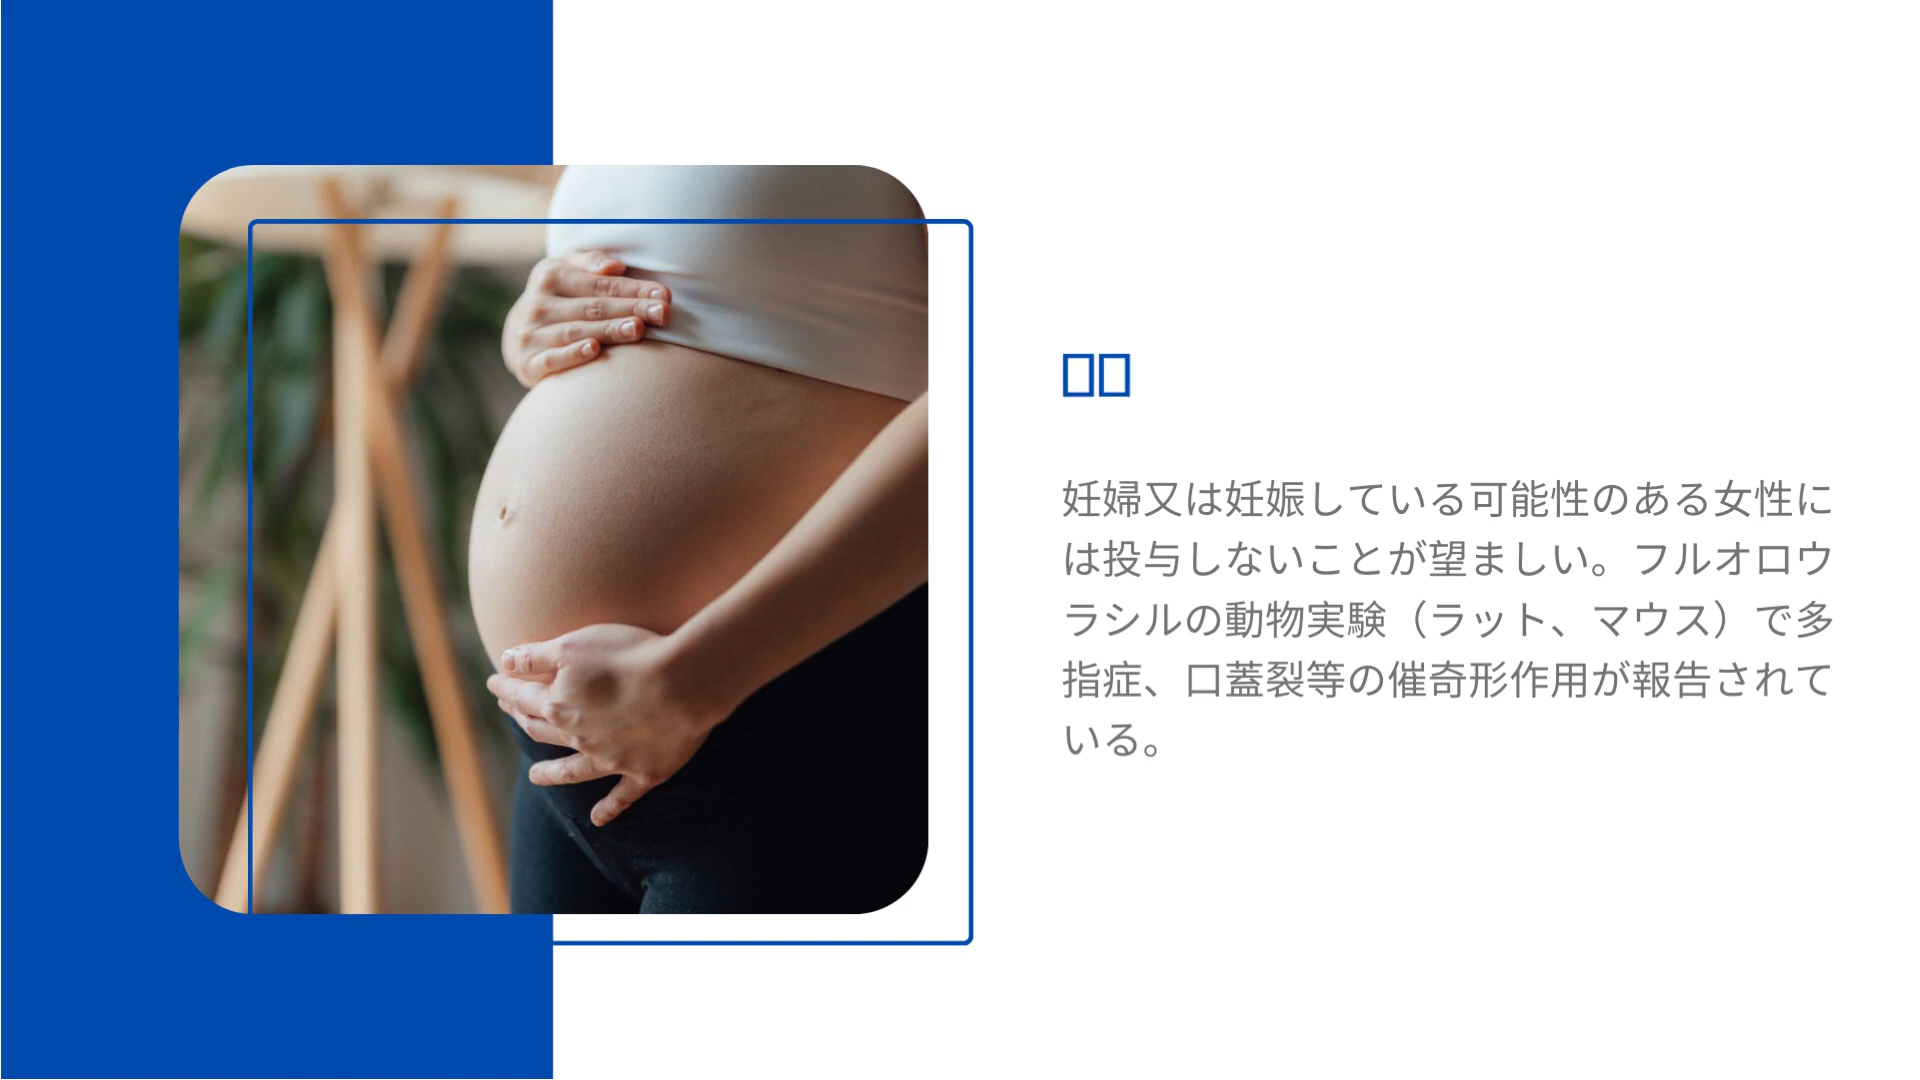 妊婦又は妊娠している可能性のある女性に
は投与しないことが望ましい。フルオロウ
ラシルの動物実験（ラット、マウス）で多
指症、口蓋裂等の催奇形作用が報告されて
いる。